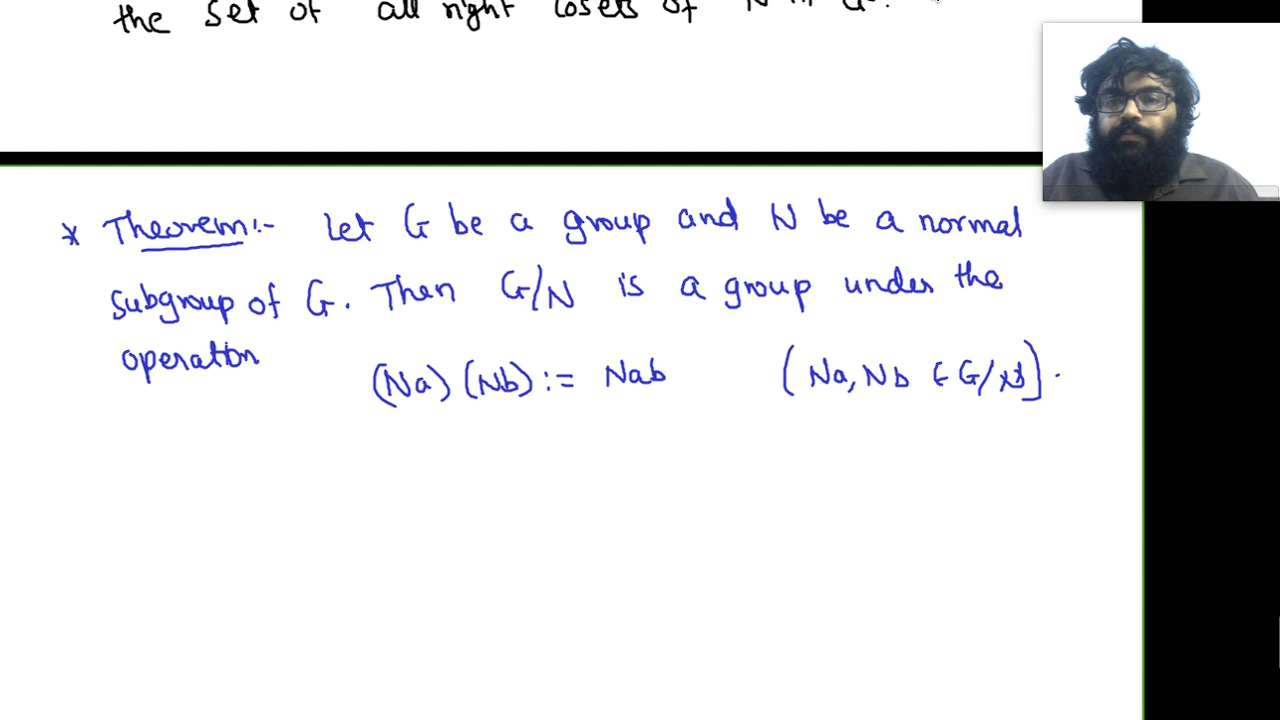 the set of all right cosets of N in G.
* Theorem:- Let G be a group and N be a normal
subgroup of G. Then G/N is a group under the
operation
(Na) (Nb) := Nab (Na, Nb ∈ G/N).